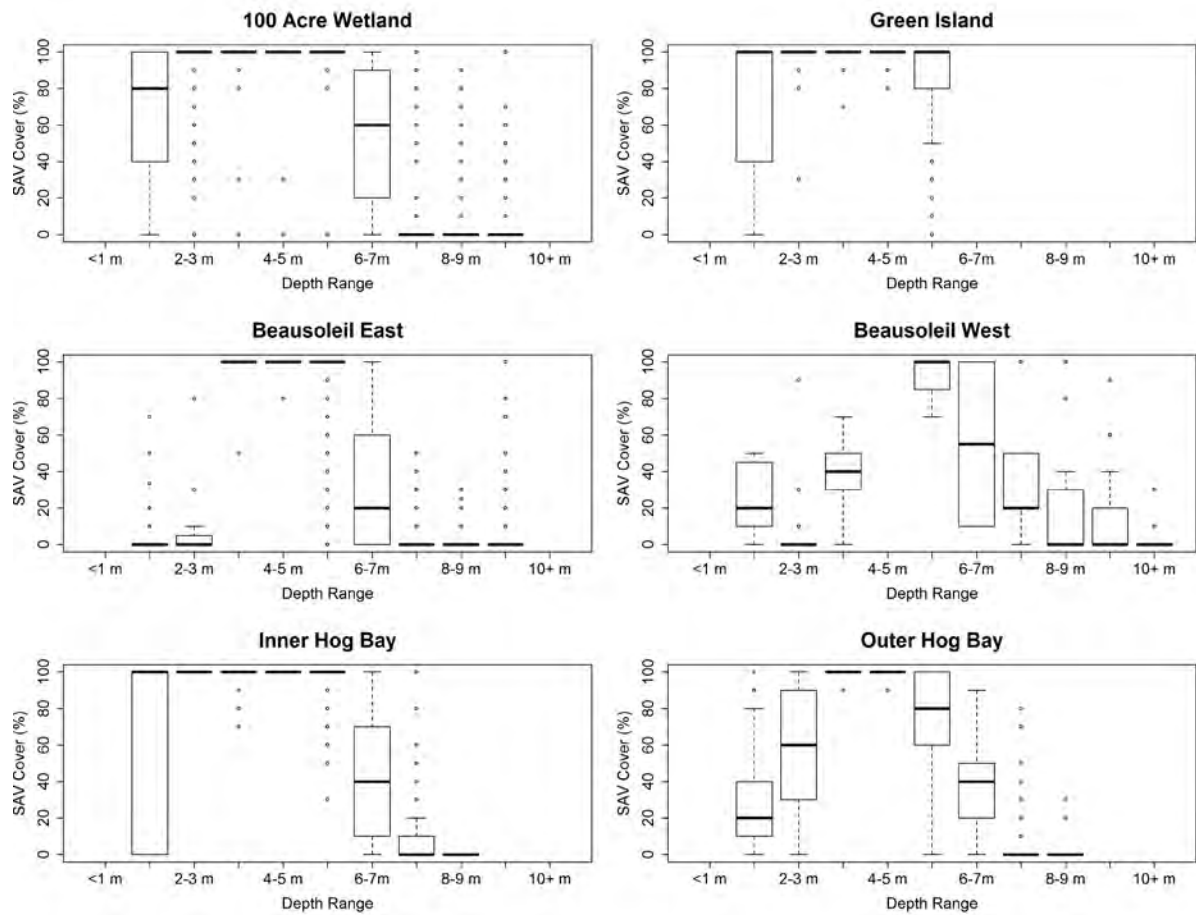 100 Acre Wetland
SAV Cover (%)
0 20 40 60 80 100
<1 m 2-3 m 4-5 m 6-7m 8-9 m 10+ m
Depth Range
Green Island
SAV Cover (%)
0 20 40 60 80 100
<1 m 2-3 m 4-5 m 6-7m 8-9 m 10+ m
Depth Range
Beausoleil East
SAV Cover (%)
0 20 40 60 80 100
<1 m 2-3 m 4-5 m 6-7m 8-9 m 10+ m
Depth Range
Beausoleil West
SAV Cover (%)
0 20 40 60 80 100
<1 m 2-3 m 4-5 m 6-7m 8-9 m 10+ m
Depth Range
Inner Hog Bay
SAV Cover (%)
0 20 40 60 80 100
<1 m 2-3 m 4-5 m 6-7m 8-9 m 10+ m
Depth Range
Outer Hog Bay
SAV Cover (%)
0 20 40 60 80 100
<1 m 2-3 m 4-5 m 6-7m 8-9 m 10+ m
Depth Range